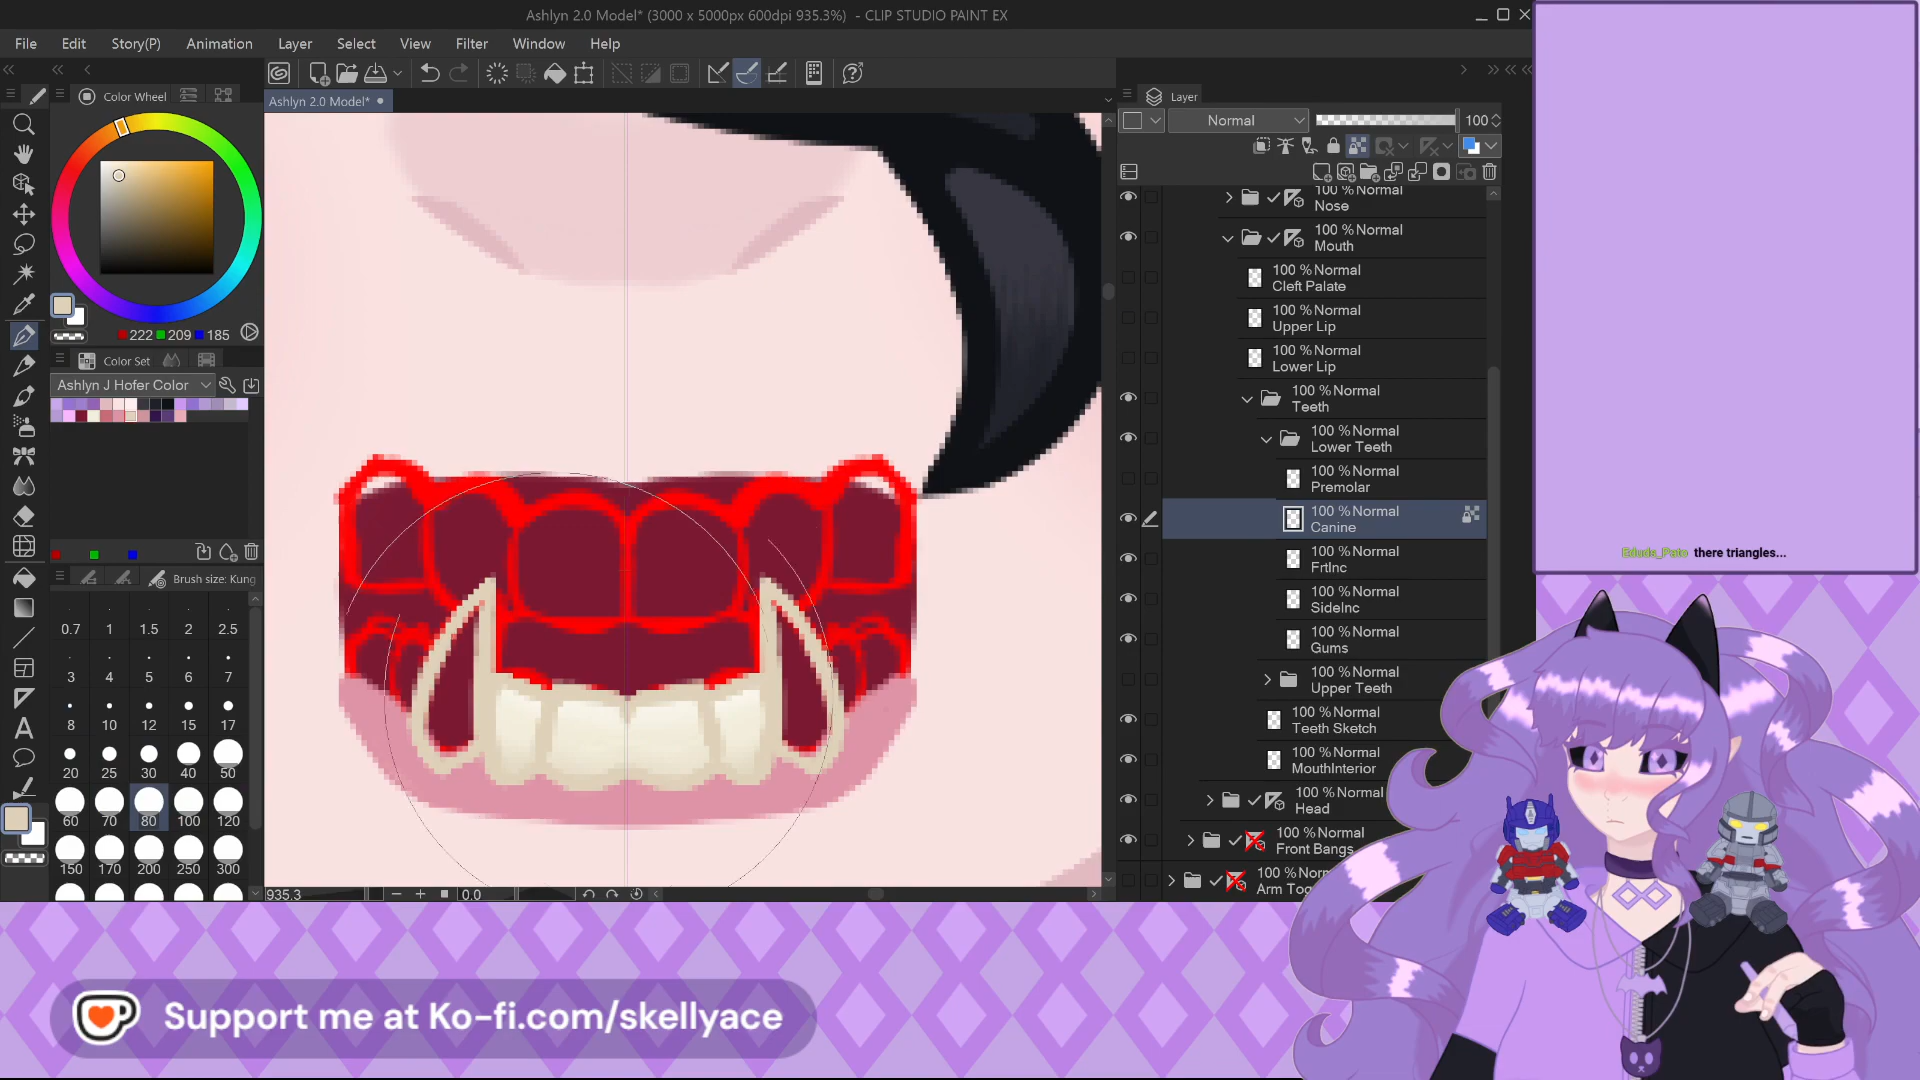 Ashlyn 2.0 Model* (3000 x 5000px 600dpi 935.3%) - CLIP STUDIO PAINT EX
File Edit Story(P) Animation Layer Select View Filter Window Help
Color Wheel
Ashlyn 2.0 Model*
Layer
Normal 100
222 209 185
Color Set
Ashlyn J Hofer Color
Brush size: Kung
0.7 1 1.5 2 2.5
3 4 5 6 7
8 10 12 15 17
20 25 30 40 50
60 70 80 100 120
150 170 200 250 300
100 % Normal
Nose
100 % Normal
Mouth
100 % Normal
Cleft Palate
100 % Normal
Upper Lip
100 % Normal
Lower Lip
100 % Normal
Teeth
100 % Normal
Lower Teeth
100 % Normal
Premolar
100 % Normal
Canine
100 % Normal
FrtInc
100 % Normal
SideInc
100 % Normal
Gums
100 % Normal
Upper Teeth
100 % Normal
Teeth Sketch
100 % Normal
MouthInterior
100 % Normal
Head
100 % Normal
Front Bangs
100 % Norm
Arm Tog
935.3 0.0
there triangles...
Support me at Ko-fi.com/skellyace